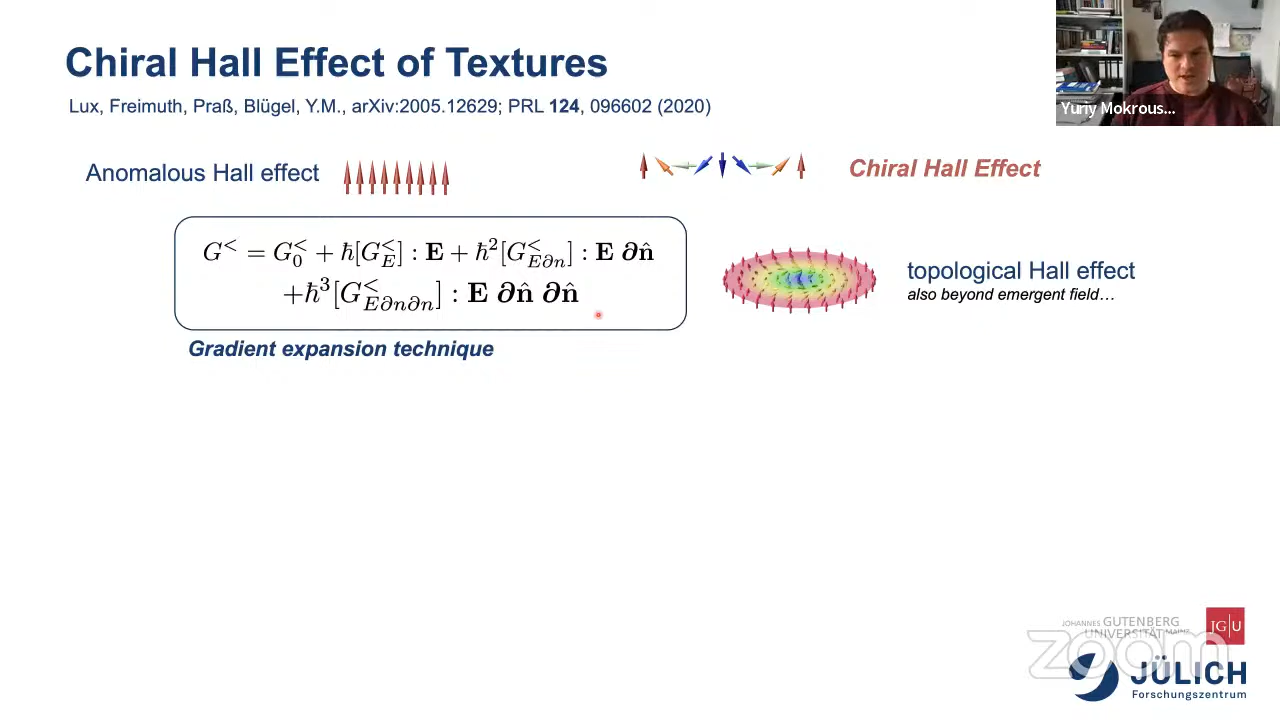 Chiral Hall Effect of Textures
Lux, Freimuth, Praß, Blügel, Y.M., arXiv:2005.12629; PRL 124, 096602 (2020)
Yuriy Mokrous...
Anomalous Hall effect
Chiral Hall Effect
G^< = G_0^< + ħ[G_E^<] : E + ħ^2[G_{E∂n}^<] : E ∂n̂
+ħ^3[G_{E∂n∂n}^<] : E ∂n̂ ∂n̂
topological Hall effect
also beyond emergent field…
Gradient expansion technique
JOHANNES GUTENBERG
UNIVERSITÄT MAINZ
JG|U
zoom
JÜLICH
Forschungszentrum